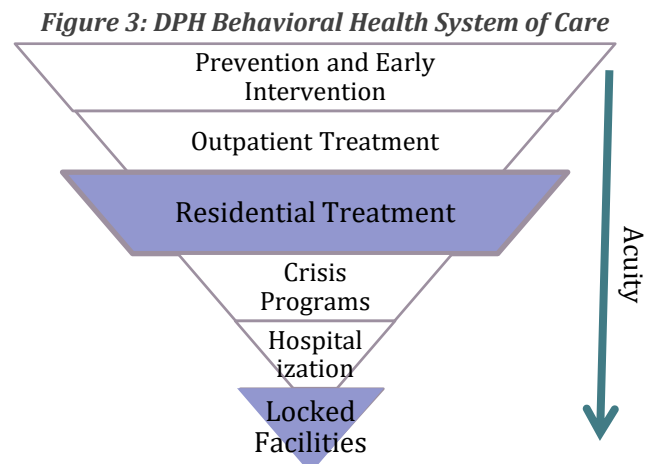 Figure 3: DPH Behavioral Health System of Care
Prevention and Early
Intervention
Outpatient Treatment
Residential Treatment
Crisis
Programs
Hospital
ization
Locked
Facilities
Acuity